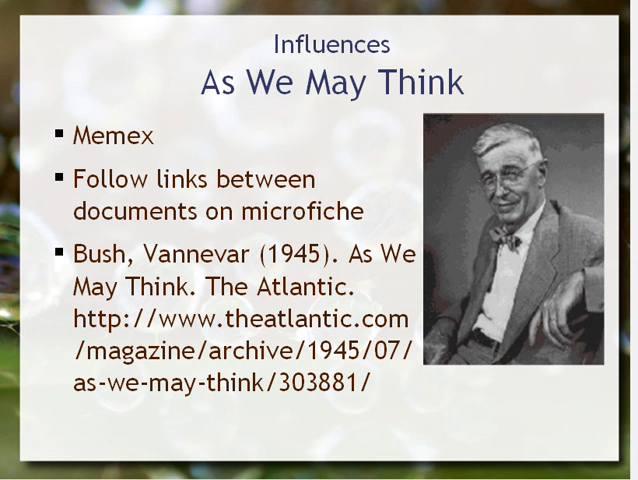 Influences
As We May Think
Memex
Follow links between
documents on microfiche
Bush, Vannevar (1945). As We
May Think. The Atlantic.
http://www.theatlantic.com
/magazine/archive/1945/07/
as-we-may-think/303881/